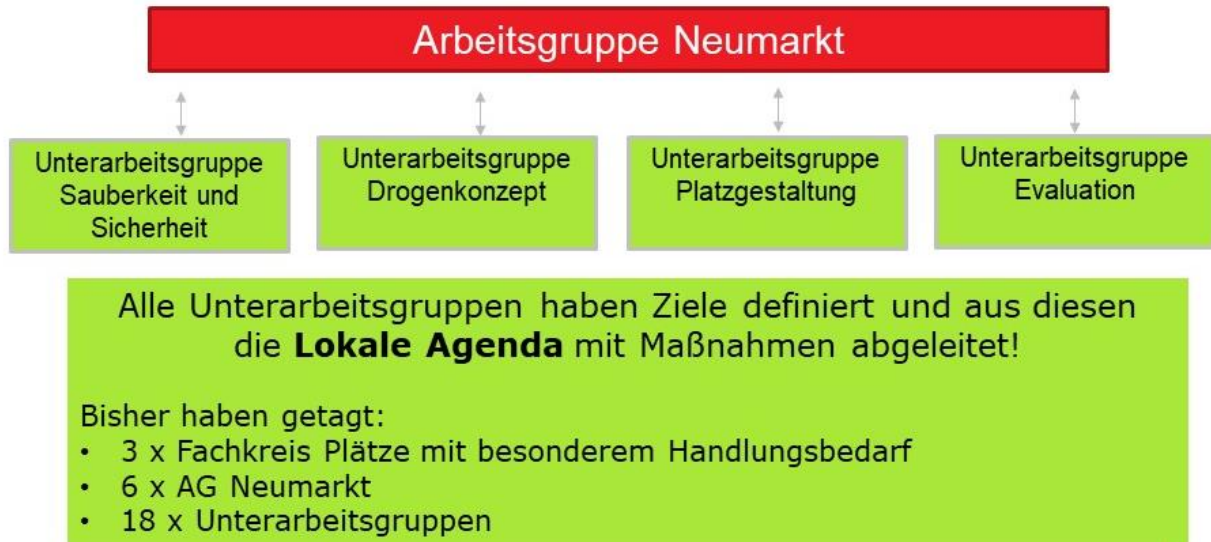 Arbeitsgruppe Neumarkt
Unterarbeitsgruppe
Sauberkeit und
Sicherheit
Unterarbeitsgruppe
Drogenkonzept
Unterarbeitsgruppe
Platzgestaltung
Unterarbeitsgruppe
Evaluation
Alle Unterarbeitsgruppen haben Ziele definiert und aus diesen
die Lokale Agenda mit Maßnahmen abgeleitet!
Bisher haben getagt:
• 3 x Fachkreis Plätze mit besonderem Handlungsbedarf
• 6 x AG Neumarkt
• 18 x Unterarbeitsgruppen